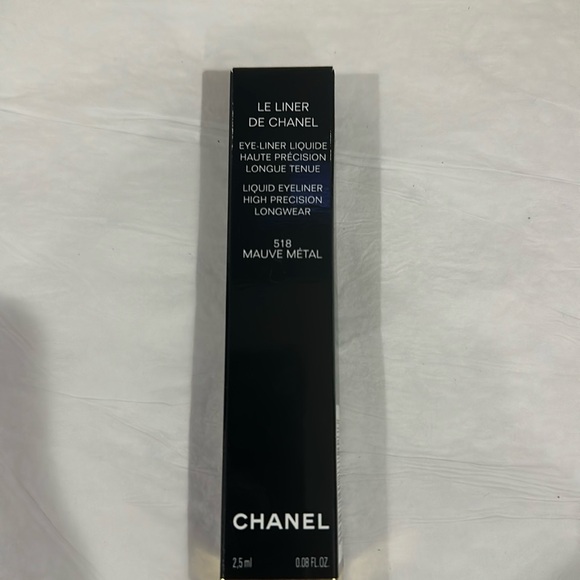 LE LINER
DE CHANEL
EYE-LINER LIQUIDE
HAUTE PRÉCISION
LONGUE TENUE
LIQUID EYELINER
HIGH PRECISION
LONGWEAR
518
MAUVE MÉTAL
CHANEL
2,5 ml 0.08 FL.OZ.